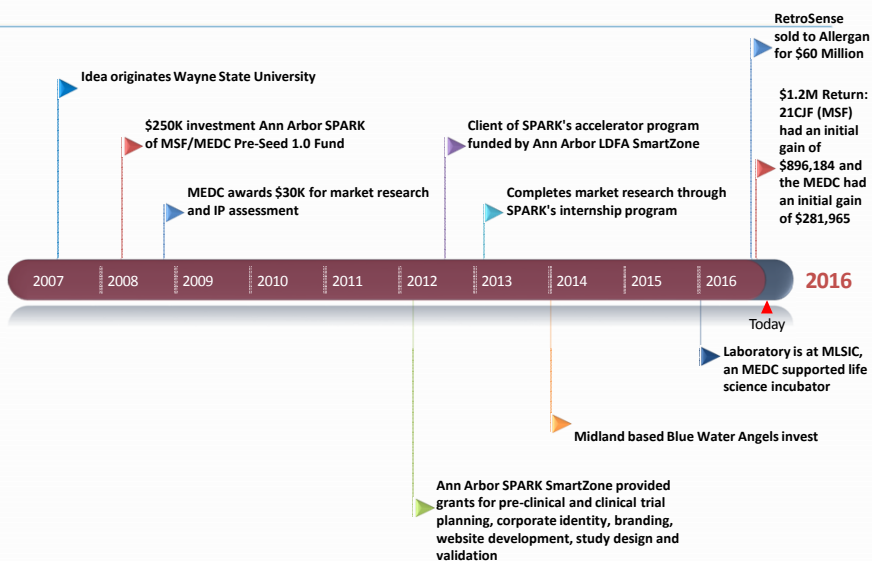 RetroSense
sold to Allergan
for $60 Million
Idea originates Wayne State University
$1.2M Return:
21CJF (MSF)
had an initial
gain of
$896,184 and
the MEDC had
an initial gain
of $281,965
$250K investment Ann Arbor SPARK
of MSF/MEDC Pre-Seed 1.0 Fund
Client of SPARK's accelerator program
funded by Ann Arbor LDFA SmartZone
MEDC awards $30K for market research
and IP assessment
Completes market research through
SPARK's internship program
2007 2008 2009 2010 2011 2012 2013 2014 2015 2016 2016
Today
Laboratory is at MLSIC,
an MEDC supported life
science incubator
Midland based Blue Water Angels invest
Ann Arbor SPARK SmartZone provided
grants for pre-clinical and clinical trial
planning, corporate identity, branding,
website development, study design and
validation